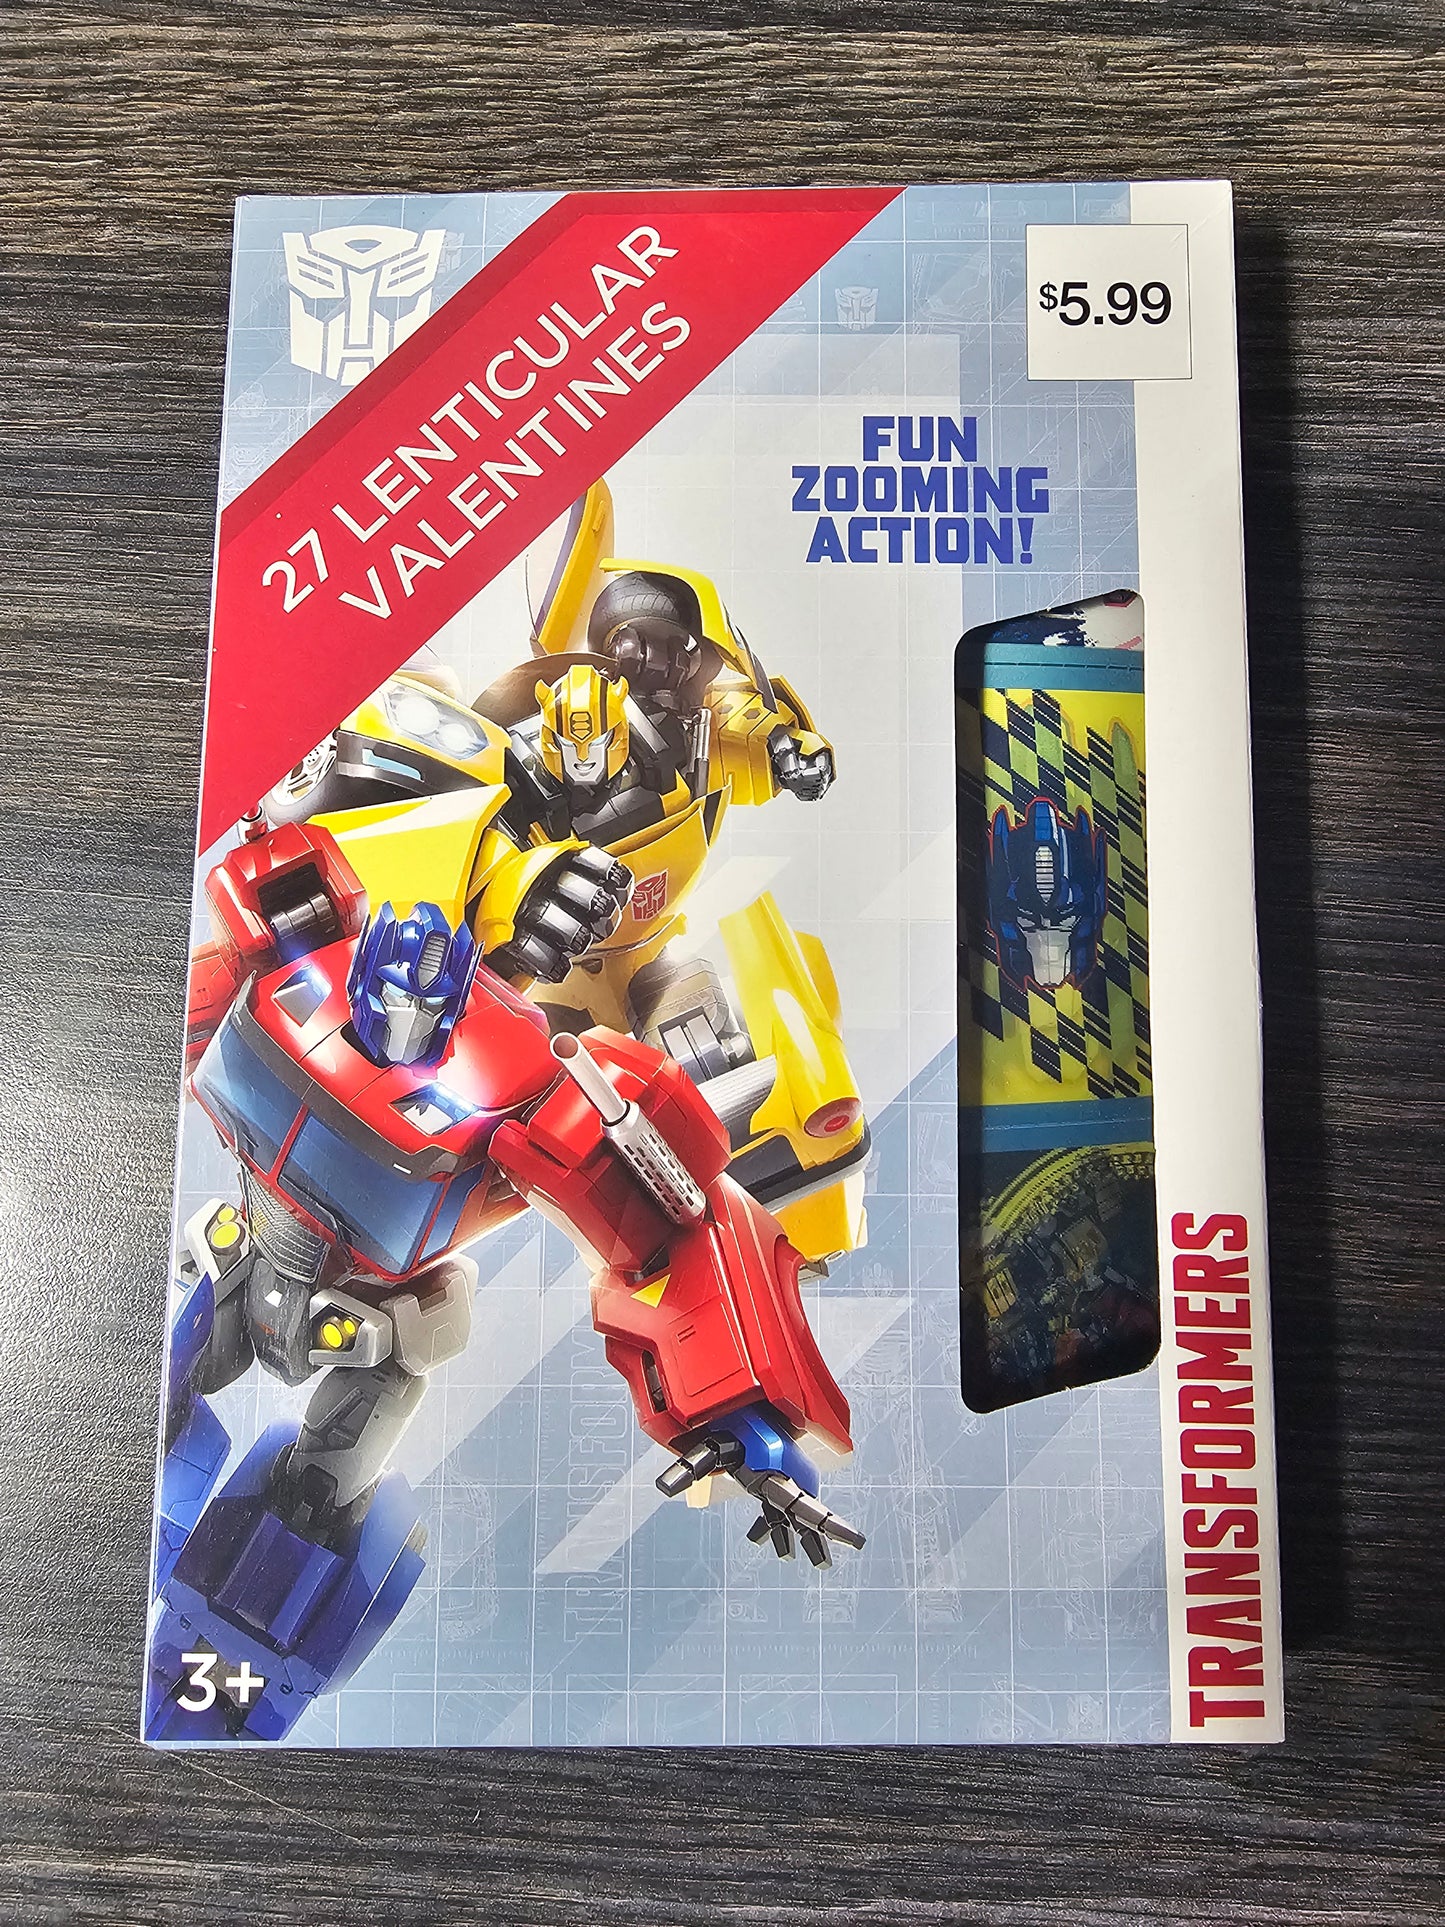 27 LENTICULAR
VALENTINES
$5.99
FUN
ZOOMING
ACTION!
TRANSFORMERS
3+